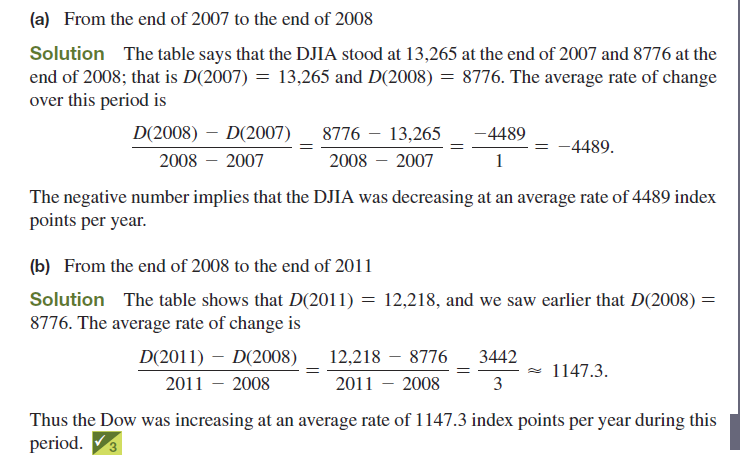 (a) From the end of 2007 to the end of 2008
Solution The table says that the DJIA stood at 13,265 at the end of 2007 and 8776 at the
end of 2008; that is D(2007) = 13,265 and D(2008) = 8776. The average rate of change
over this period is
D(2008) − D(2007) / 2008 − 2007 = 8776 − 13,265 / 2008 − 2007 = −4489 / 1 = −4489.
The negative number implies that the DJIA was decreasing at an average rate of 4489 index
points per year.
(b) From the end of 2008 to the end of 2011
Solution The table shows that D(2011) = 12,218, and we saw earlier that D(2008) =
8776. The average rate of change is
D(2011) − D(2008) / 2011 − 2008 = 12,218 − 8776 / 2011 − 2008 = 3442 / 3 ≈ 1147.3.
Thus the Dow was increasing at an average rate of 1147.3 index points per year during this
period. ✓3